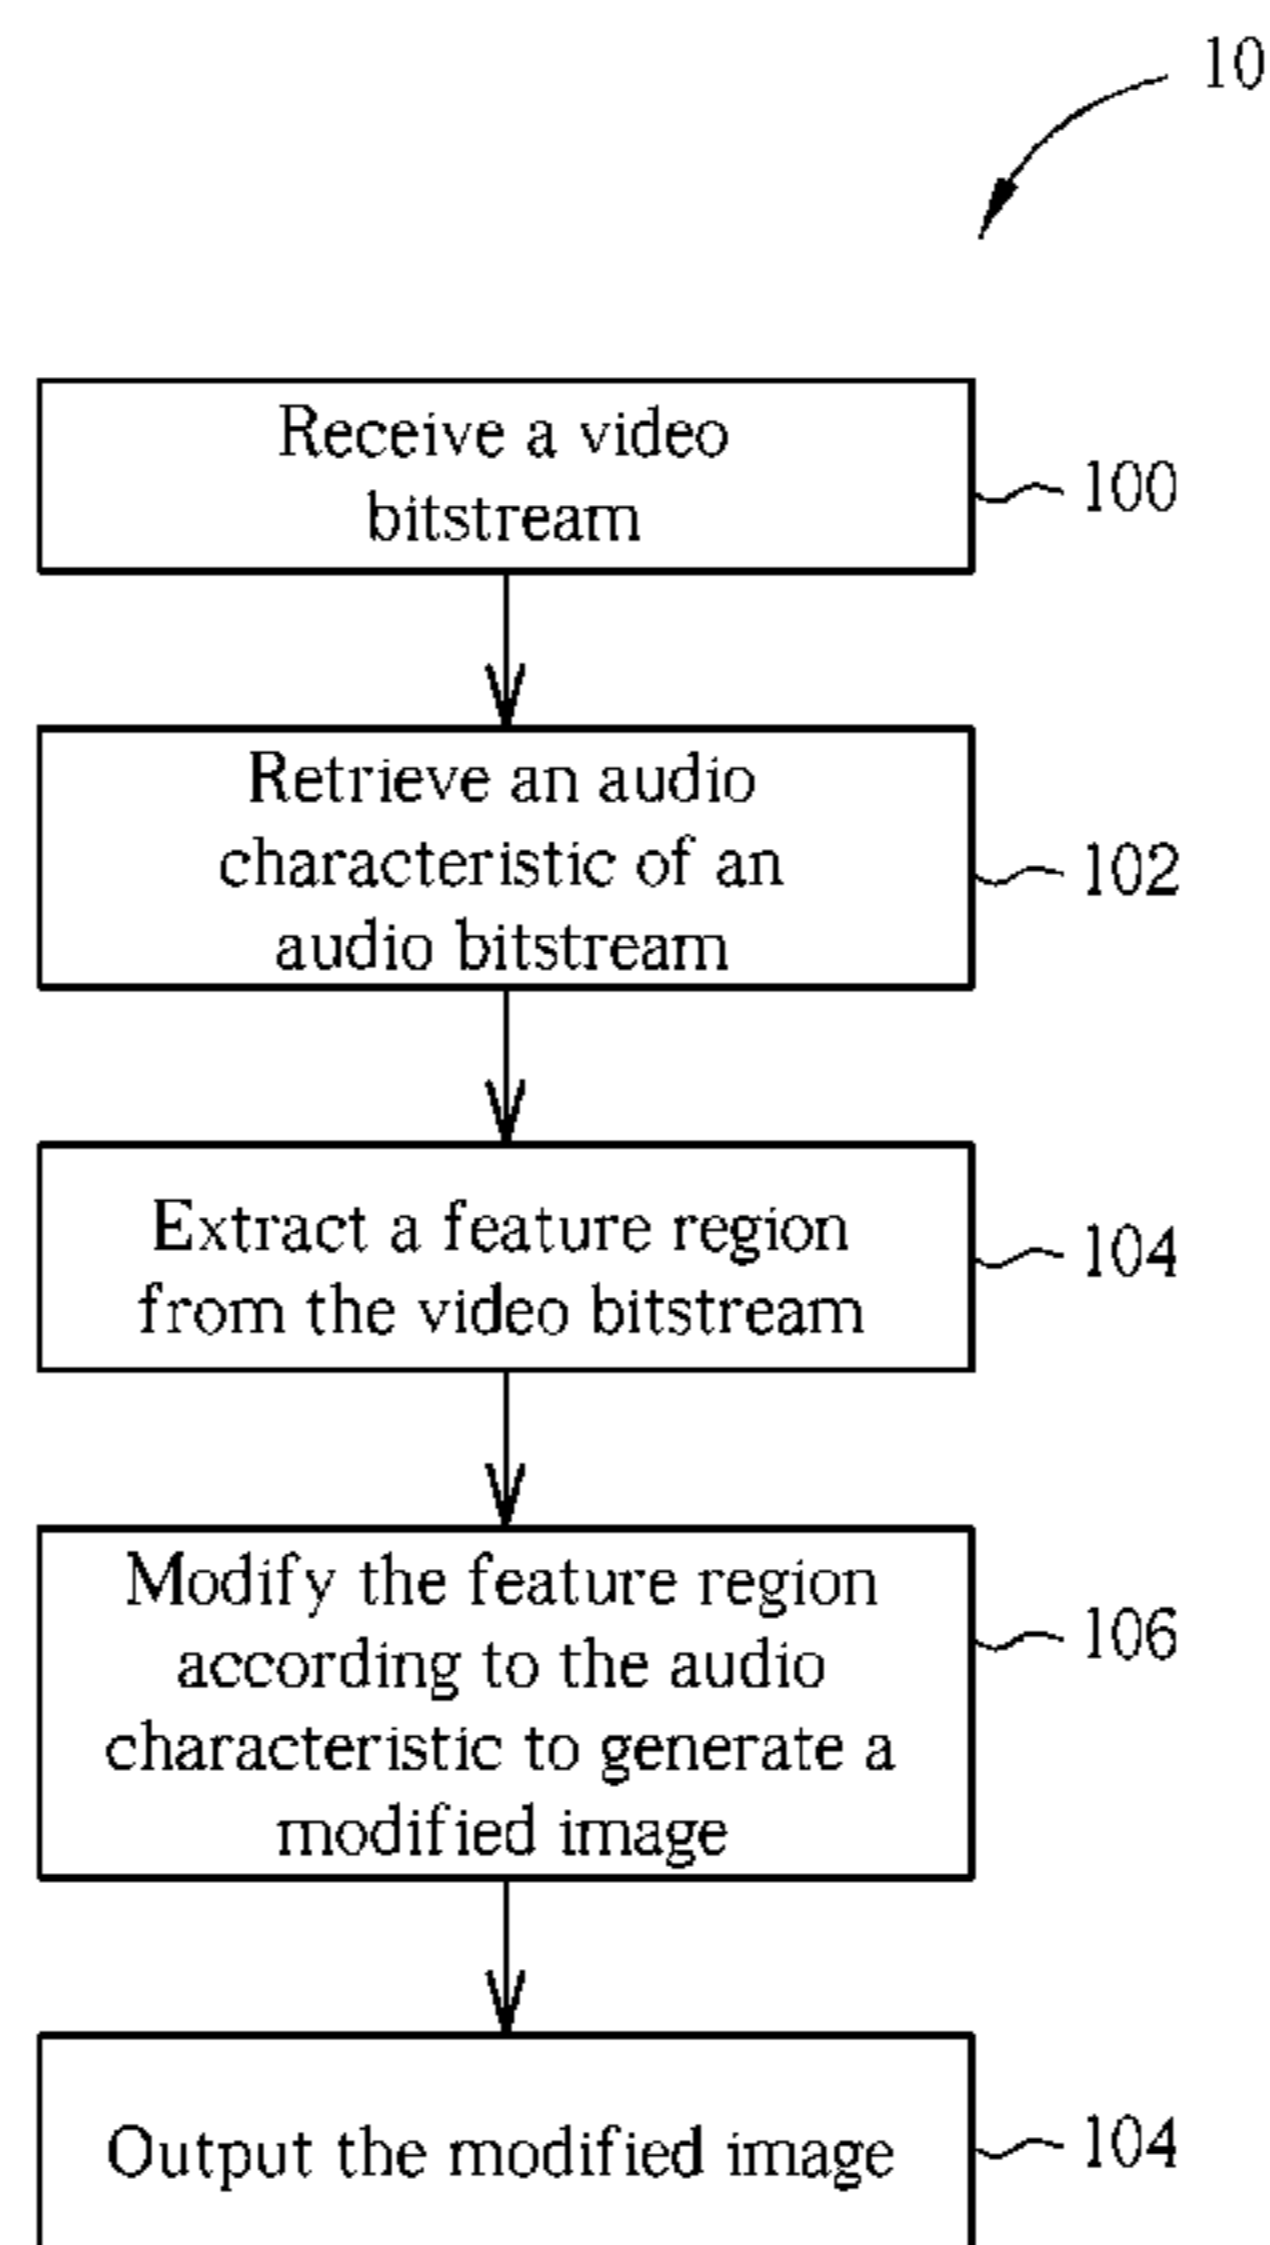 10
Receive a video
bitstream
100
Retrieve an audio
characteristic of an
audio bitstream
102
Extract a feature region
from the video bitstream
104
Modify the feature region
according to the audio
characteristic to generate a
modified image
106
Output the modified image
104